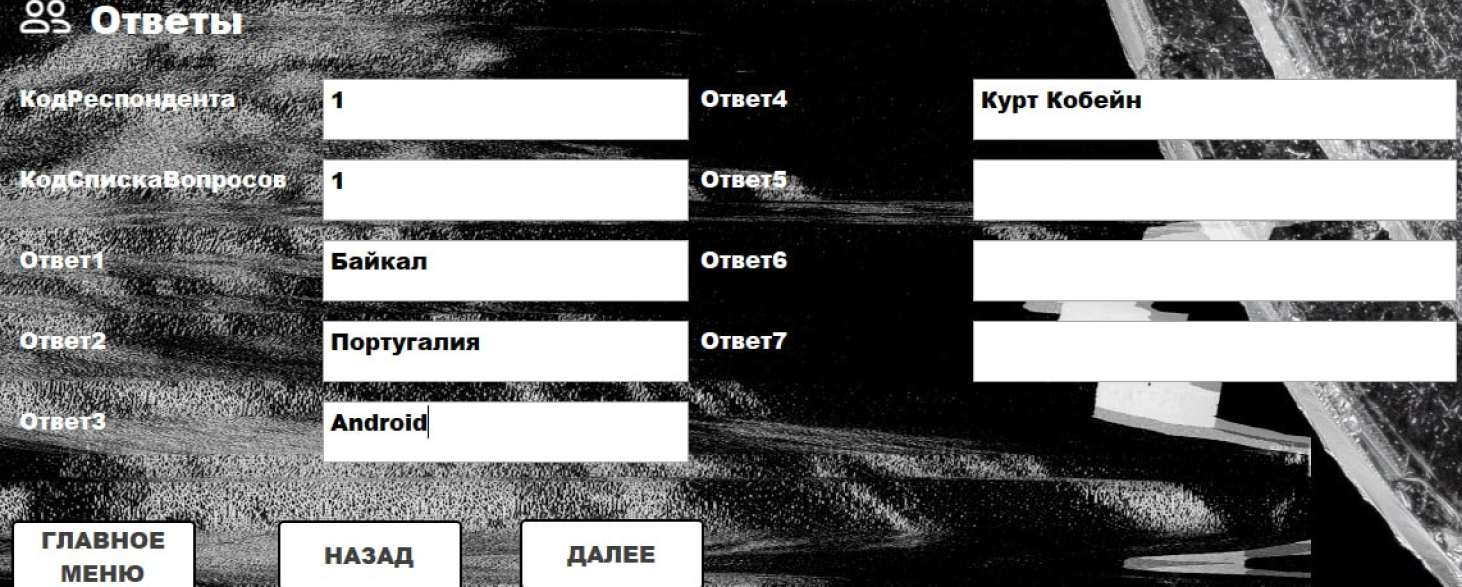 Ответы
КодРеспондента 1 Ответ4 Курт Кобейн
КодСпискаВопросов 1 Ответ5
Ответ1 Байкал Ответ6
Ответ2 Португалия Ответ7
Ответ3 Android
ГЛАВНОЕ
МЕНЮ
НАЗАД
ДАЛЕЕ